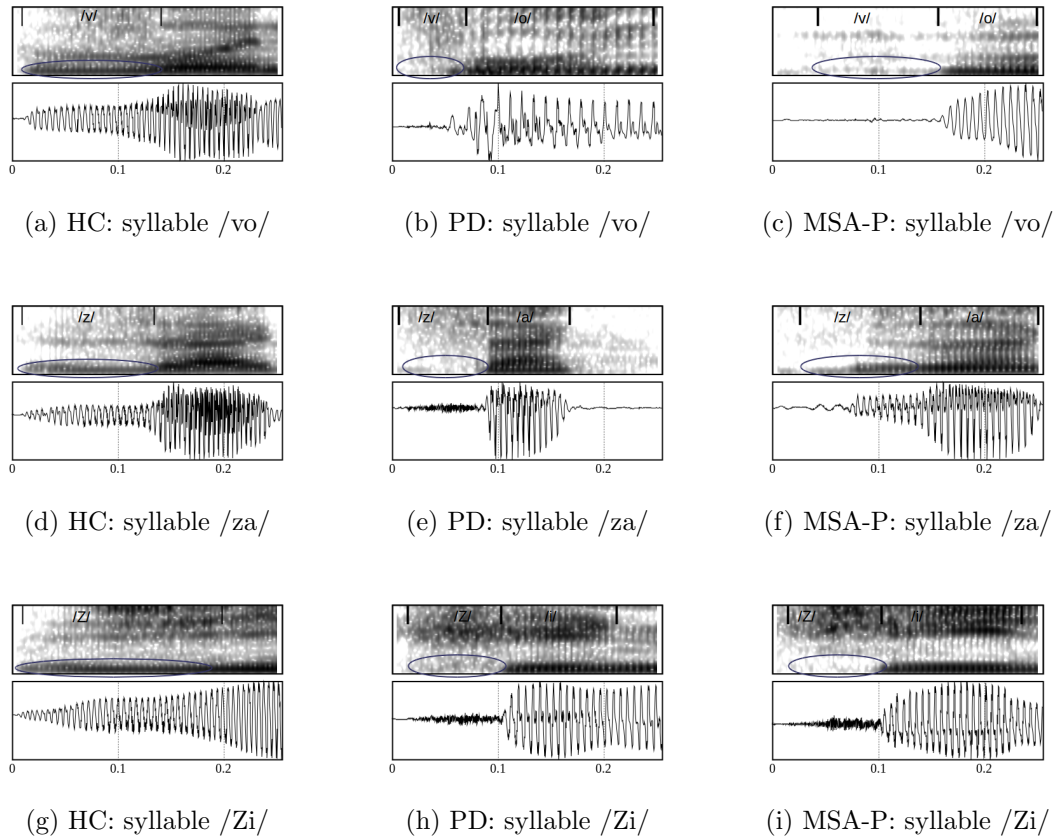 /v/
/v/ /o/
/v/ /o/
0 0.1 0.2
0 0.1 0.2
0 0.1 0.2
(a) HC: syllable /vo/
(b) PD: syllable /vo/
(c) MSA-P: syllable /vo/
/z/
/z/ /a/
/z/ /a/
0 0.1 0.2
0 0.1 0.2
0 0.1 0.2
(d) HC: syllable /za/
(e) PD: syllable /za/
(f) MSA-P: syllable /za/
/Z/
/Z/ /i/
/Z/ /i/
0 0.1 0.2
0 0.1 0.2
0 0.1 0.2
(g) HC: syllable /Zi/
(h) PD: syllable /Zi/
(i) MSA-P: syllable /Zi/